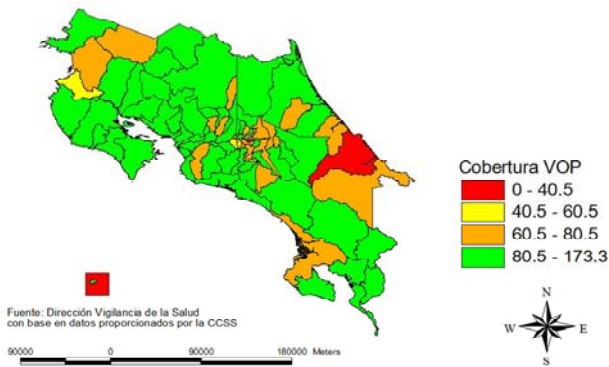 Cobertura VOP
0 - 40.5
40.5 - 60.5
60.5 - 80.5
80.5 - 173.3
Fuente: Dirección Vigilancia de la Salud
con base en datos proporcionados por la CCSS
90000 0 90000 180000 Meters
N
W E
S